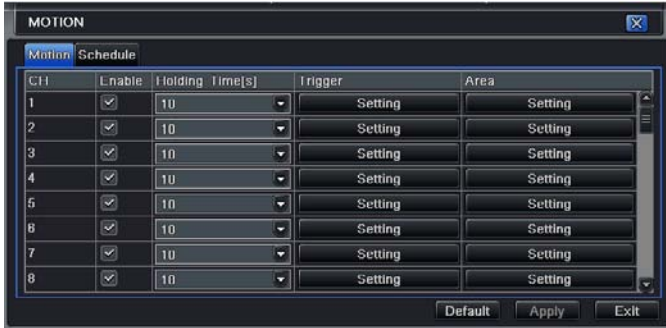 MOTION
Motion Schedule
CH Enable Holding Time[s] Trigger Area
1 10 Setting Setting
2 10 Setting Setting
3 10 Setting Setting
4 10 Setting Setting
5 10 Setting Setting
6 10 Setting Setting
7 10 Setting Setting
8 10 Setting Setting
Default Apply Exit